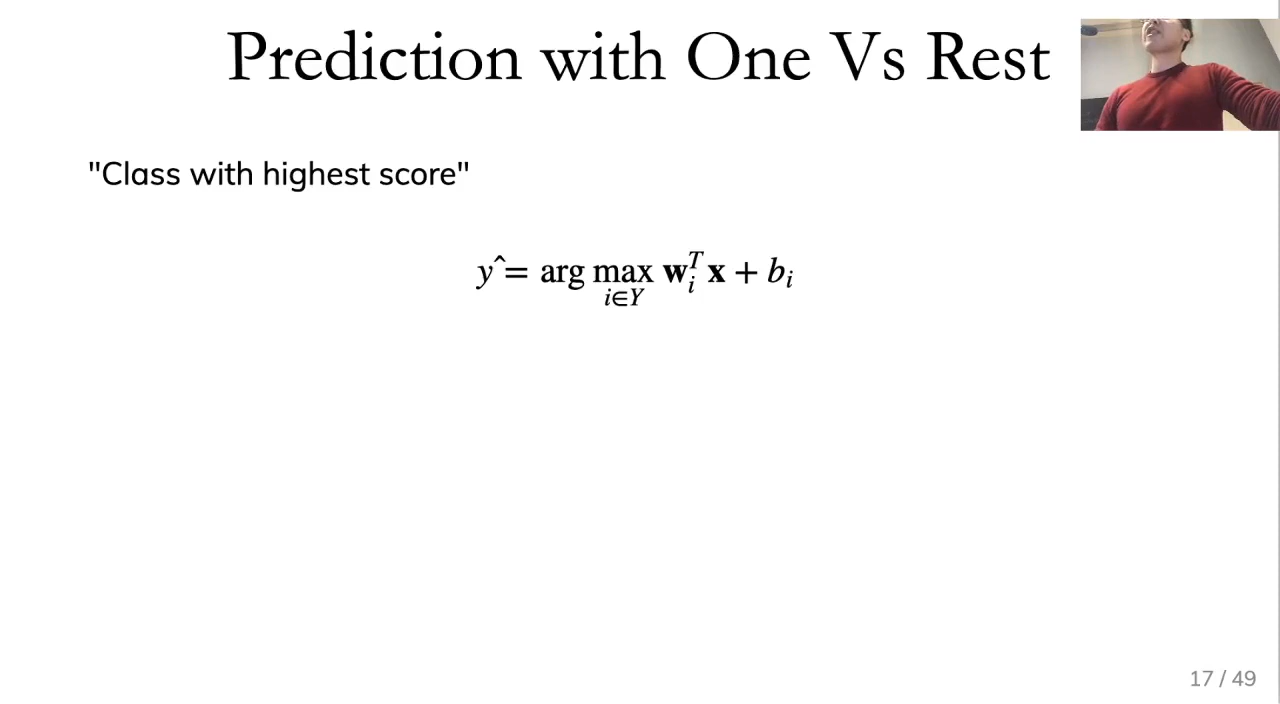 Prediction with One Vs Rest
"Class with highest score"
ŷ = arg max_{i∈Y} w_i^T x + b_i
17 / 49